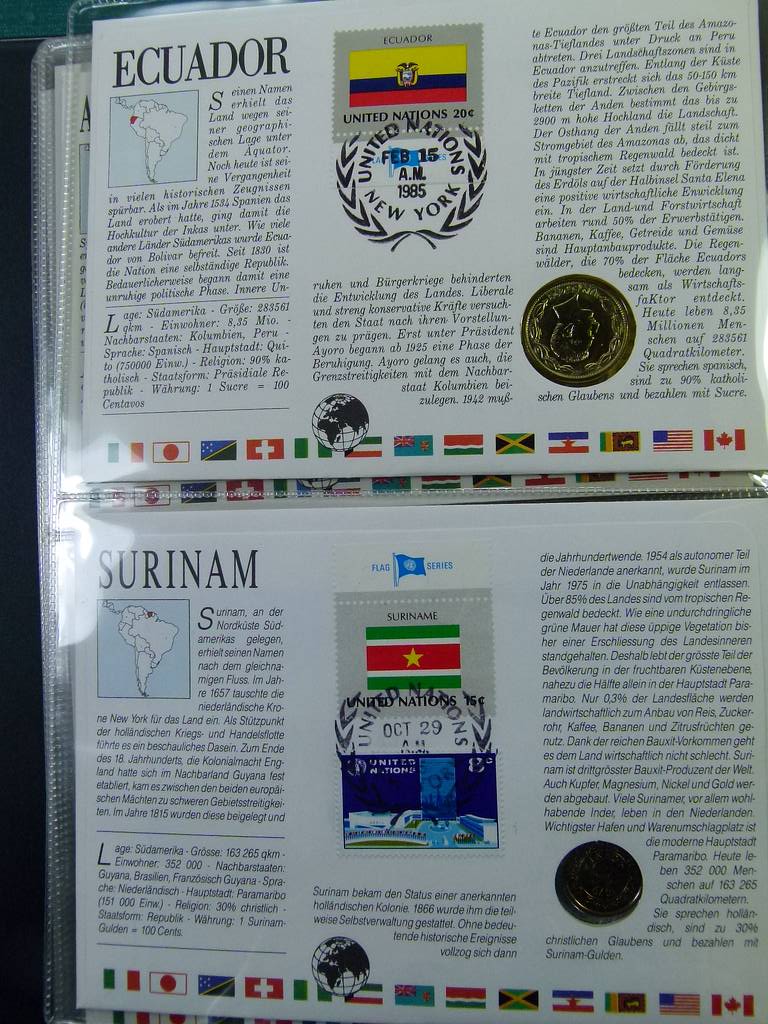 ECUADOR
Seinen Namen
erhielt das
Land wegen sei-
ner geographi-
schen Lage unter
dem Äquator.
Noch heute ist sei-
ne Vergangenheit
in vielen historischen Zeugnissen
spürbar. Als im Jahre 1534 Spanien das
Land erobert hatte, ging damit die
Hochkultur der Inkas unter. Wie viele
andere Länder Südamerikas wurde Ecua-
dor von Bolivar befreit. Seit 1830 ist
die Nation eine selbständige Republik.
Bedauerlicherweise begann damit eine
unruhige politische Phase. Innere Un-
Lage: Südamerika - Größe: 283561
qkm - Einwohner: 8,35 Mio. -
Nachbarstaaten: Kolumbien, Peru -
Sprache: Spanisch - Hauptstadt: Qui-
to (750000 Einw.) - Religion: 90% ka-
tholisch - Staatsform: Präsidiale Re-
publik - Währung: 1 Sucre = 100
Centavos
ECUADOR
UNITED NATIONS 20¢
UNITED NATIONS
FEB 15
A.M.
1985
NEW YORK
ruhen und Bürgerkriege behinderten
die Entwicklung des Landes. Liberale
und streng konservative Kräfte versuch-
ten den Staat nach ihren Vorstellun-
gen zu prägen. Erst unter Präsident
Ayoro begann ab 1925 eine Phase der
Beruhigung. Ayoro gelang es auch, die
Grenzstreitigkeiten mit dem Nachbar-
staat Kolumbien bei-
zulegen. 1942 muß-
te Ecuador den größten Teil des Amazo-
nas-Tieflandes unter Druck an Peru
abtreten. Drei Landschaftszonen sind in
Ecuador anzutreffen. Entlang der Küste
des Pazifik erstreckt sich das 50-150 km
breite Tiefland. Zwischen den Gebirgs-
ketten der Anden bestimmt das bis zu
2900 m hohe Hochland die Landschaft.
Der Osthang der Anden fällt steil zum
Stromgebiet des Amazonas ab, das dicht
mit tropischem Regenwald bedeckt ist.
In jüngster Zeit setzt durch Förderung
des Erdöls auf der Halbinsel Santa Elena
eine positive wirtschaftliche Enwicklung
ein. In der Land-und Forstwirtschaft
arbeiten rund 50% der Erwerbstätigen.
Bananen, Kaffee, Getreide und Gemüse
sind Hauptanbauprodukte. Die Regen-
wälder, die 70% der Fläche Ecuadors
bedecken, werden lang-
sam als Wirtschafts-
faKtor entdeckt.
Heute leben 8,35
Millionen Men-
schen auf 283561
Quadratkilometer.
Sie sprechen spanisch,
sind zu 90% katholi-
schen Glaubens und bezahlen mit Sucre.
SURINAM
Surinam, an der
Nordküste Süd-
amerikas gelegen,
erhielt seinen Namen
nach dem gleichna-
migen Fluss. Im Jah-
re 1657 tauschte die
niederländische Kro-
ne New York für das Land ein. Als Stützpunkt
der holländischen Kriegs- und Handelsflotte
führte es ein beschauliches Dasein. Zum Ende
des 18. Jahrhunderts, die Kolonialmacht Eng-
land hatte sich im Nachbarland Guyana fest
etabliert, kam es zwischen den beiden europäi-
schen Mächten zu schweren Gebietsstreitigkei-
ten. Im Jahre 1815 wurden diese beigelegt und
Lage: Südamerika - Grösse: 163 265 qkm -
Einwohner: 352 000 - Nachbarstaaten:
Guyana, Brasilien, Französisch Guyana - Spra-
che: Niederländisch - Hauptstadt: Paramaribo
(151 000 Einw.) - Religion: 30% christlich -
Staatsform: Republik - Währung: 1 Surinam-
Gulden = 100 Cents.
FLAG SERIES
SURINAME
UNITED NATIONS 15¢
UNITED NATIONS
OCT 29
A.M.
UNITED
NATIONS
8c
Surinam bekam den Status einer anerkannten
holländischen Kolonie. 1866 wurde ihm die teil-
weise Selbstverwaltung gestattet. Ohne bedeu-
tende historische Ereignisse
vollzog sich dann
die Jahrhundertwende. 1954 als autonomer Teil
der Niederlande anerkannt, wurde Surinam im
Jahr 1975 in die Unabhängigkeit entlassen.
Über 85% des Landes sind vom tropischen Re-
genwald bedeckt. Wie eine undurchdringliche
grüne Mauer hat diese üppige Vegetation bis-
her einer Erschliessung des Landesinneren
standgehalten. Deshalb lebt der grösste Teil der
Bevölkerung in der fruchtbaren Küstenebene,
nahezu die Hälfte allein in der Hauptstadt Para-
maribo. Nur 0,3% der Landesfläche werden
landwirtschaftlich zum Anbau von Reis, Zucker-
rohr, Kaffee, Bananen und Zitrusfrüchten ge-
nutzt. Dank der reichen Bauxit-Vorkommen geht
es dem Land wirtschaftlich nicht schlecht. Suri-
nam ist drittgrösster Bauxit-Produzent der Welt.
Auch Kupfer, Magnesium, Nickel und Gold wer-
den abgebaut. Viele Surinamer, vor allem wohl-
habende Inder, leben in den Niederlanden.
Wichtigster Hafen und Warenumschlagplatz ist
die moderne Hauptstadt
Paramaribo. Heute le-
ben 352 000 Men-
schen auf 163 265
Quadratkilometern.
Sie sprechen hollän-
disch, sind zu 30%
christlichen Glaubens und bezahlen mit
Surinam-Gulden.